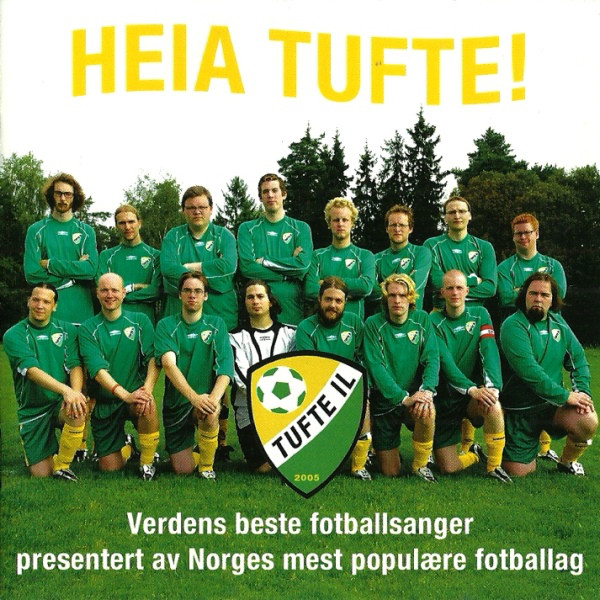 HEIA TUFTE!
TUFTE IL
2005
Verdens beste fotballsanger
presentert av Norges mest populære fotballag